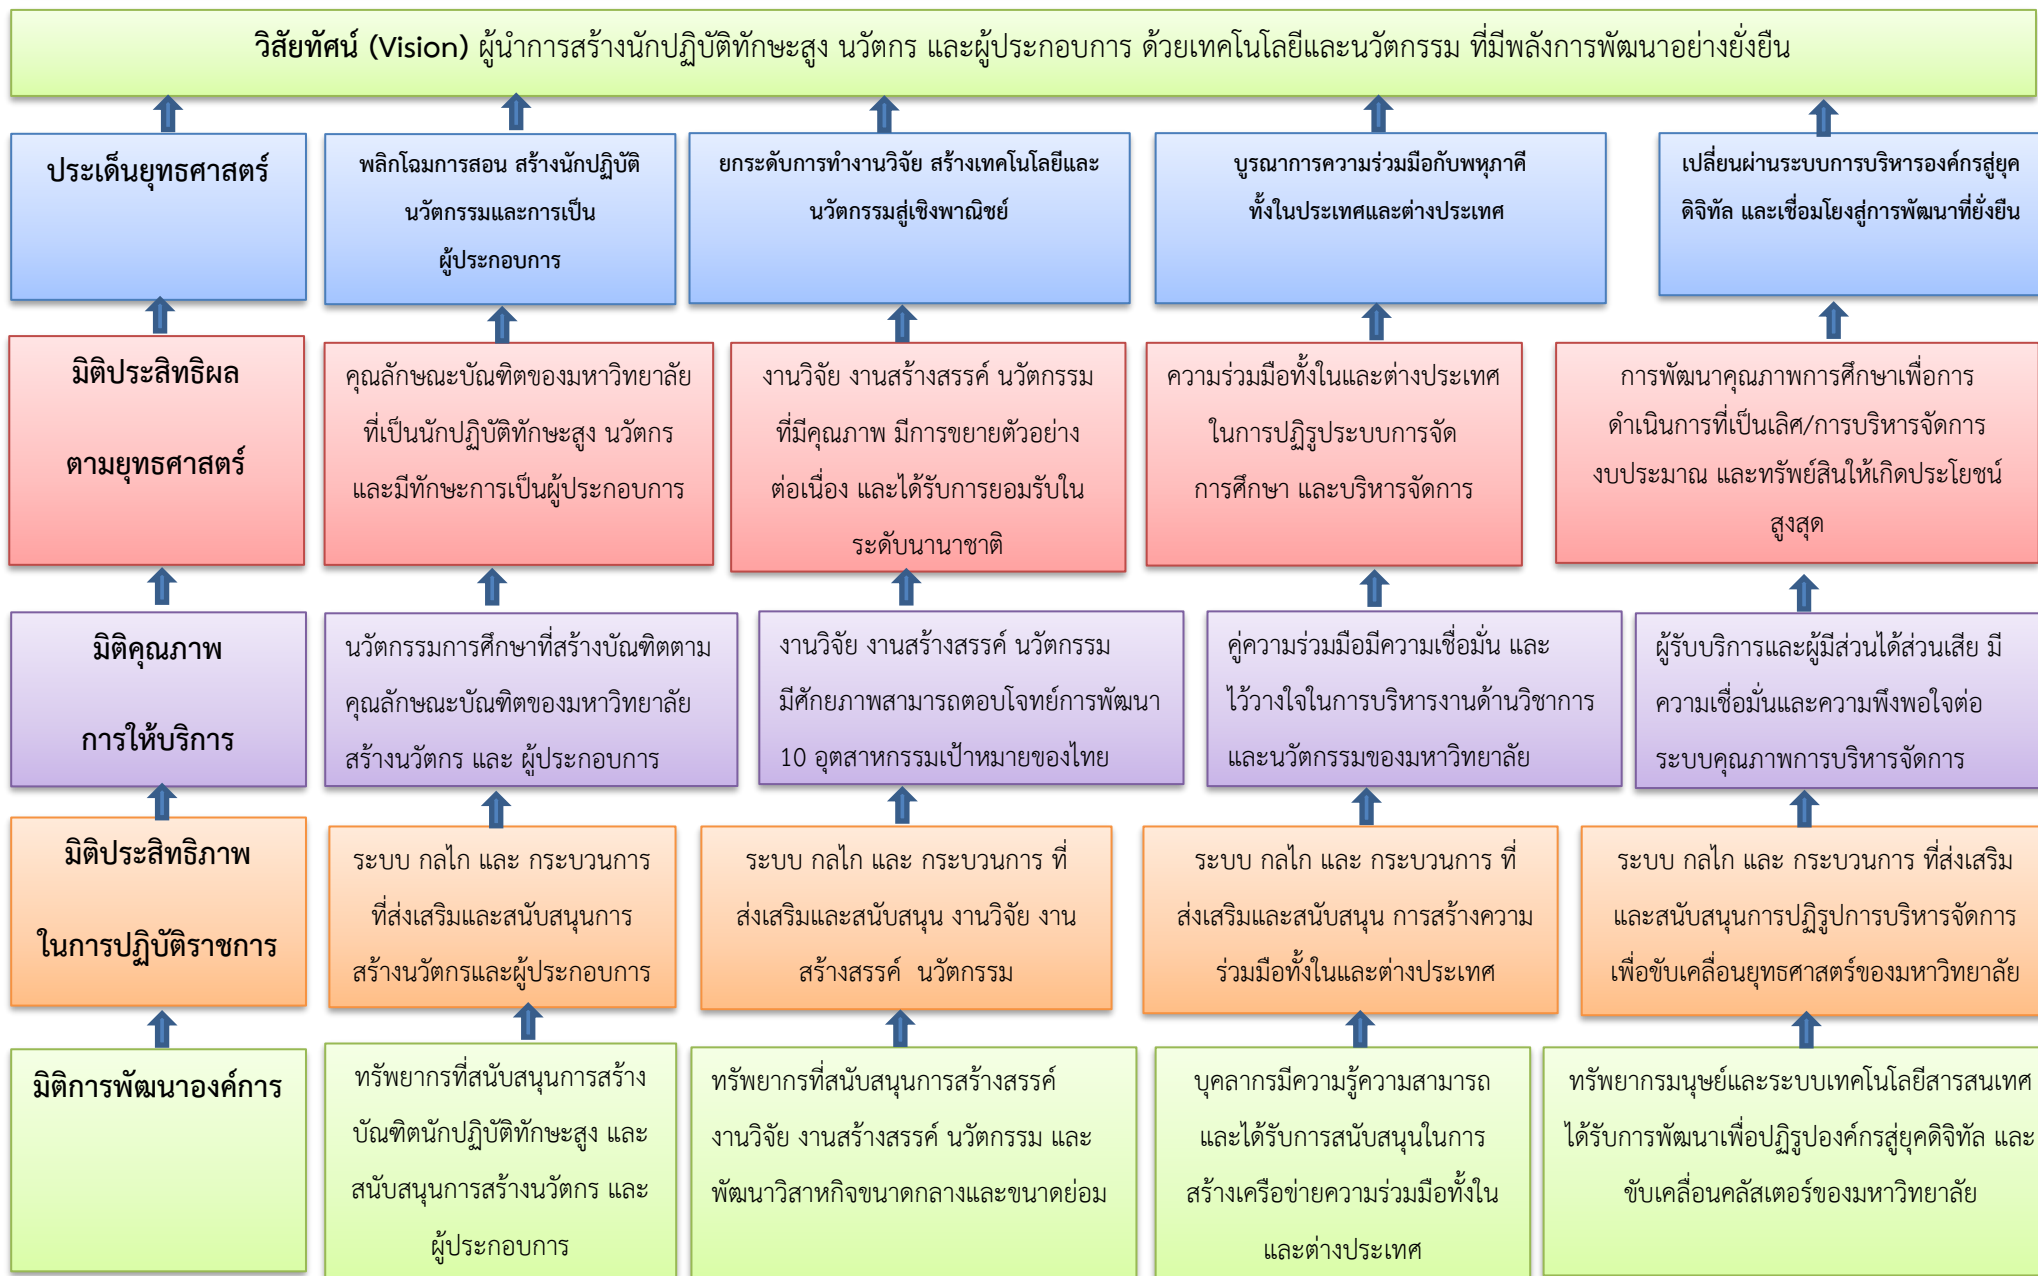 วิสัยทัศน์ (Vision) ผู้นำการสร้างนักปฏิบัติทักษะสูง นวัตกร และผู้ประกอบการ ด้วยเทคโนโลยีและนวัตกรรม ที่มีพลังการพัฒนาอย่างยั่งยืน
ประเด็นยุทธศาสตร์
พลิกโฉมการสอน สร้างนักปฏิบัติ
นวัตกรรมและการเป็น
ผู้ประกอบการ
ยกระดับการทำงานวิจัย สร้างเทคโนโลยีและ
นวัตกรรมสู่เชิงพาณิชย์
บูรณาการความร่วมมือกับพหุภาคี
ทั้งในประเทศและต่างประเทศ
เปลี่ยนผ่านระบบการบริหารองค์กรสู่ยุค
ดิจิทัล และเชื่อมโยงสู่การพัฒนาที่ยั่งยืน
มิติประสิทธิผล
ตามยุทธศาสตร์
คุณลักษณะบัณฑิตของมหาวิทยาลัย
ที่เป็นนักปฏิบัติทักษะสูง นวัตกร
และมีทักษะการเป็นผู้ประกอบการ
งานวิจัย งานสร้างสรรค์ นวัตกรรม
ที่มีคุณภาพ มีการขยายตัวอย่าง
ต่อเนื่อง และได้รับการยอมรับใน
ระดับนานาชาติ
ความร่วมมือทั้งในและต่างประเทศ
ในการปฏิรูประบบการจัด
การศึกษา และบริหารจัดการ
การพัฒนาคุณภาพการศึกษาเพื่อการ
ดำเนินการที่เป็นเลิศ/การบริหารจัดการ
งบประมาณ และทรัพย์สินให้เกิดประโยชน์
สูงสุด
มิติคุณภาพ
การให้บริการ
นวัตกรรมการศึกษาที่สร้างบัณฑิตตาม
คุณลักษณะบัณฑิตของมหาวิทยาลัย
สร้างนวัตกร และ ผู้ประกอบการ
งานวิจัย งานสร้างสรรค์ นวัตกรรม
มีศักยภาพสามารถตอบโจทย์การพัฒนา
10 อุตสาหกรรมเป้าหมายของไทย
คู่ความร่วมมือมีความเชื่อมั่น และ
ไว้วางใจในการบริหารงานด้านวิชาการ
และนวัตกรรมของมหาวิทยาลัย
ผู้รับบริการและผู้มีส่วนได้ส่วนเสีย มี
ความเชื่อมั่นและความพึงพอใจต่อ
ระบบคุณภาพการบริหารจัดการ
มิติประสิทธิภาพ
ในการปฏิบัติราชการ
ระบบ กลไก และ กระบวนการ
ที่ส่งเสริมและสนับสนุนการ
สร้างนวัตกรและผู้ประกอบการ
ระบบ กลไก และ กระบวนการ ที่
ส่งเสริมและสนับสนุน งานวิจัย งาน
สร้างสรรค์ นวัตกรรม
ระบบ กลไก และ กระบวนการ ที่
ส่งเสริมและสนับสนุน การสร้างความ
ร่วมมือทั้งในและต่างประเทศ
ระบบ กลไก และ กระบวนการ ที่ส่งเสริม
และสนับสนุนการปฏิรูปการบริหารจัดการ
เพื่อขับเคลื่อนยุทธศาสตร์ของมหาวิทยาลัย
มิติการพัฒนาองค์การ
ทรัพยากรที่สนับสนุนการสร้าง
บัณฑิตนักปฏิบัติทักษะสูง และ
สนับสนุนการสร้างนวัตกร และ
ผู้ประกอบการ
ทรัพยากรที่สนับสนุนการสร้างสรรค์
งานวิจัย งานสร้างสรรค์ นวัตกรรม และ
พัฒนาวิสาหกิจขนาดกลางและขนาดย่อม
บุคลากรมีความรู้ความสามารถ
และได้รับการสนับสนุนในการ
สร้างเครือข่ายความร่วมมือทั้งใน
และต่างประเทศ
ทรัพยากรมนุษย์และระบบเทคโนโลยีสารสนเทศ
ได้รับการพัฒนาเพื่อปฏิรูปองค์กรสู่ยุคดิจิทัล และ
ขับเคลื่อนคลัสเตอร์ของมหาวิทยาลัย